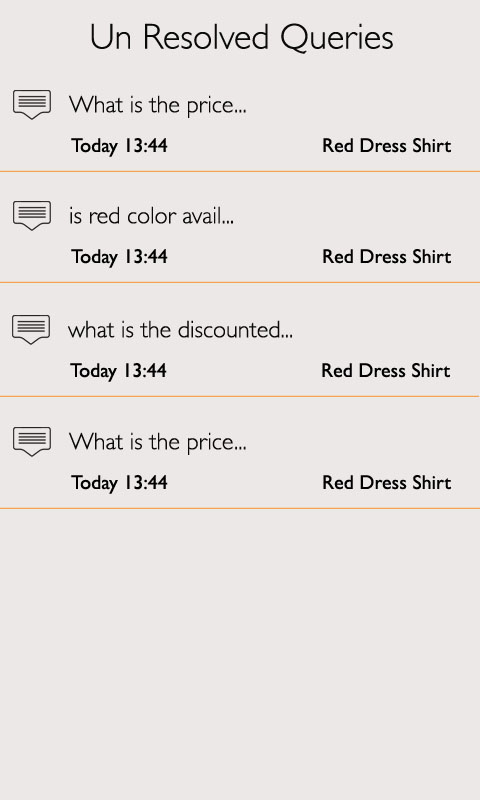 Un Resolved Queries
What is the price...
Today 13:44 Red Dress Shirt
is red color avail...
Today 13:44 Red Dress Shirt
what is the discounted...
Today 13:44 Red Dress Shirt
What is the price...
Today 13:44 Red Dress Shirt